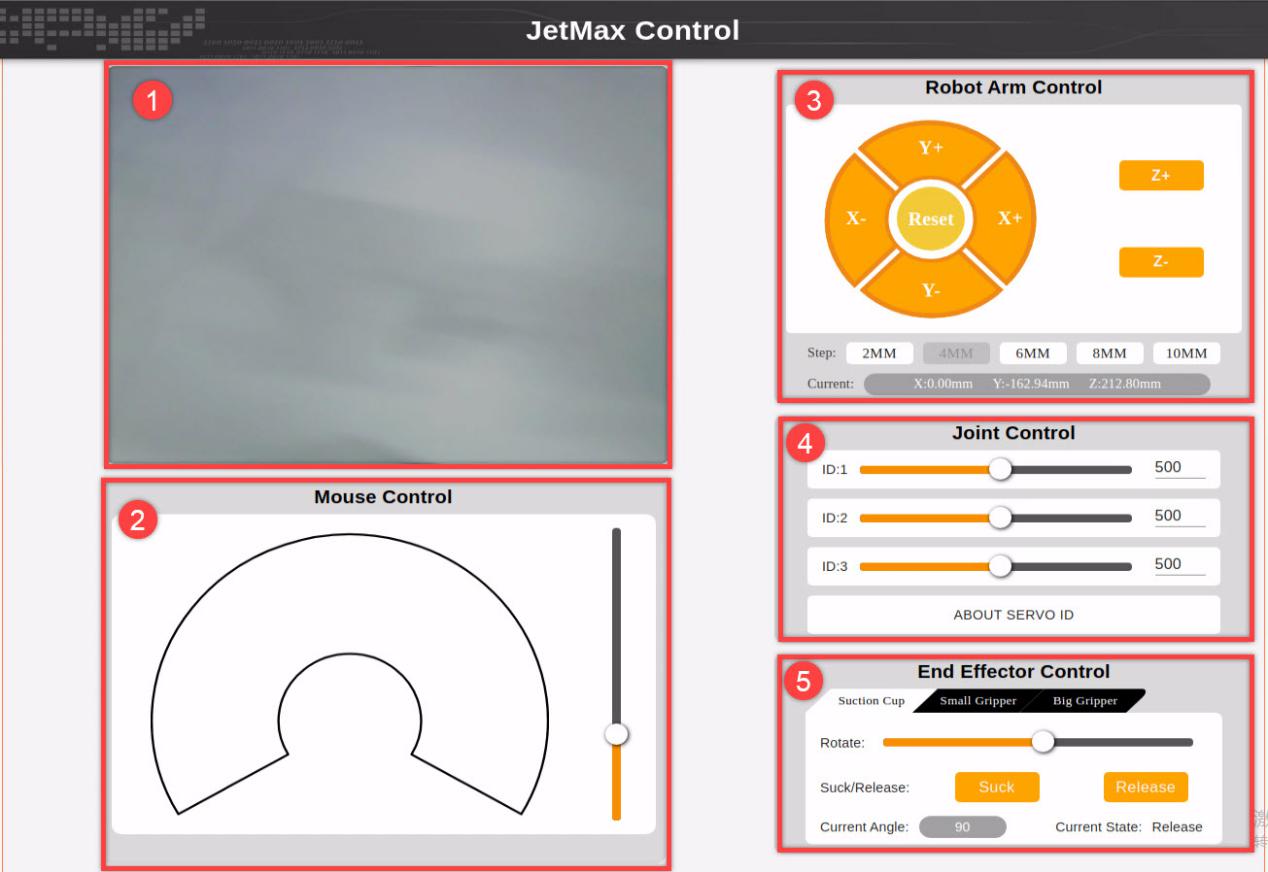 JetMax Control
1
2
Mouse Control
3
Robot Arm Control
Y+
X-
Reset
X+
Y-
Z+
Z-
Step: 2MM 4MM 6MM 8MM 10MM
Current: X:0.00mm Y:-162.94mm Z:212.80mm
4
Joint Control
ID:1 500
ID:2 500
ID:3 500
ABOUT SERVO ID
5
End Effector Control
Suction Cup Small Gripper Big Gripper
Rotate:
Suck/Release: Suck Release
Current Angle: 90 Current State: Release